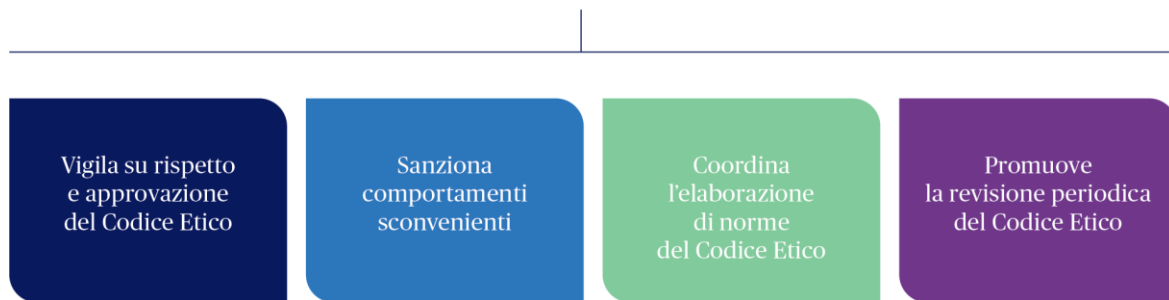 Vigila su rispetto
e approvazione
del Codice Etico
Sanziona
comportamenti
sconvenienti
Coordina
l'elaborazione
di norme
del Codice Etico
Promuove
la revisione periodica
del Codice Etico